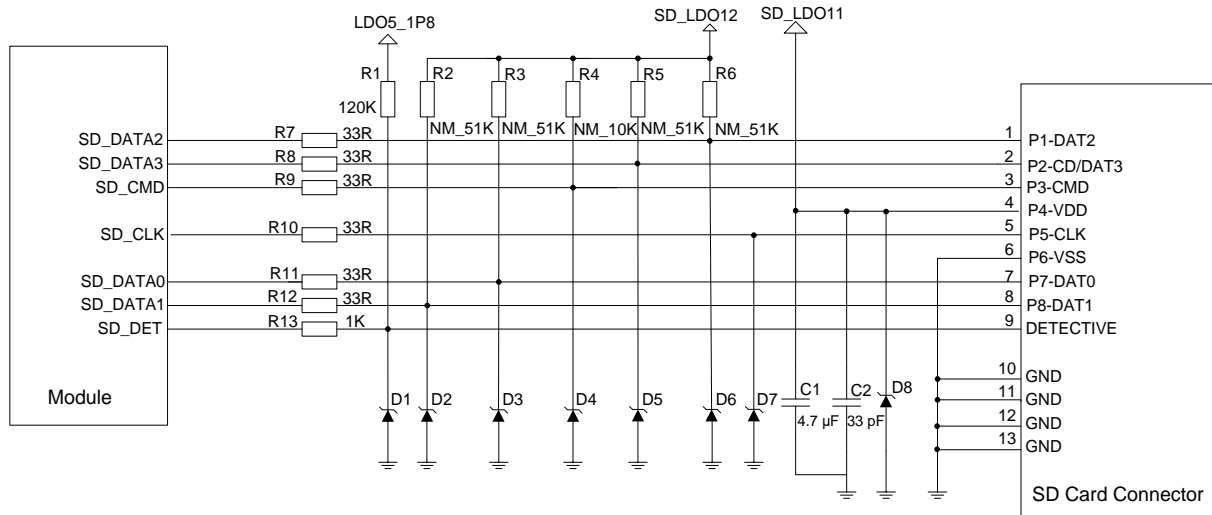 LDO5_1P8
SD_LDO12
SD_LDO11
R1
R2
R3
R4
R5
R6
120K
NM_51K
NM_51K
NM_10K
NM_51K
NM_51K
SD_DATA2
R7
33R
1
P1-DAT2
SD_DATA3
R8
33R
2
P2-CD/DAT3
SD_CMD
R9
33R
3
P3-CMD
4
P4-VDD
SD_CLK
R10
33R
5
P5-CLK
6
P6-VSS
SD_DATA0
R11
33R
7
P7-DAT0
SD_DATA1
R12
33R
8
P8-DAT1
SD_DET
R13
1K
9
DETECTIVE
10
GND
11
GND
12
GND
13
GND
Module
D1
D2
D3
D4
D5
D6
D7
C1
4.7 µF
C2
33 pF
D8
SD Card Connector